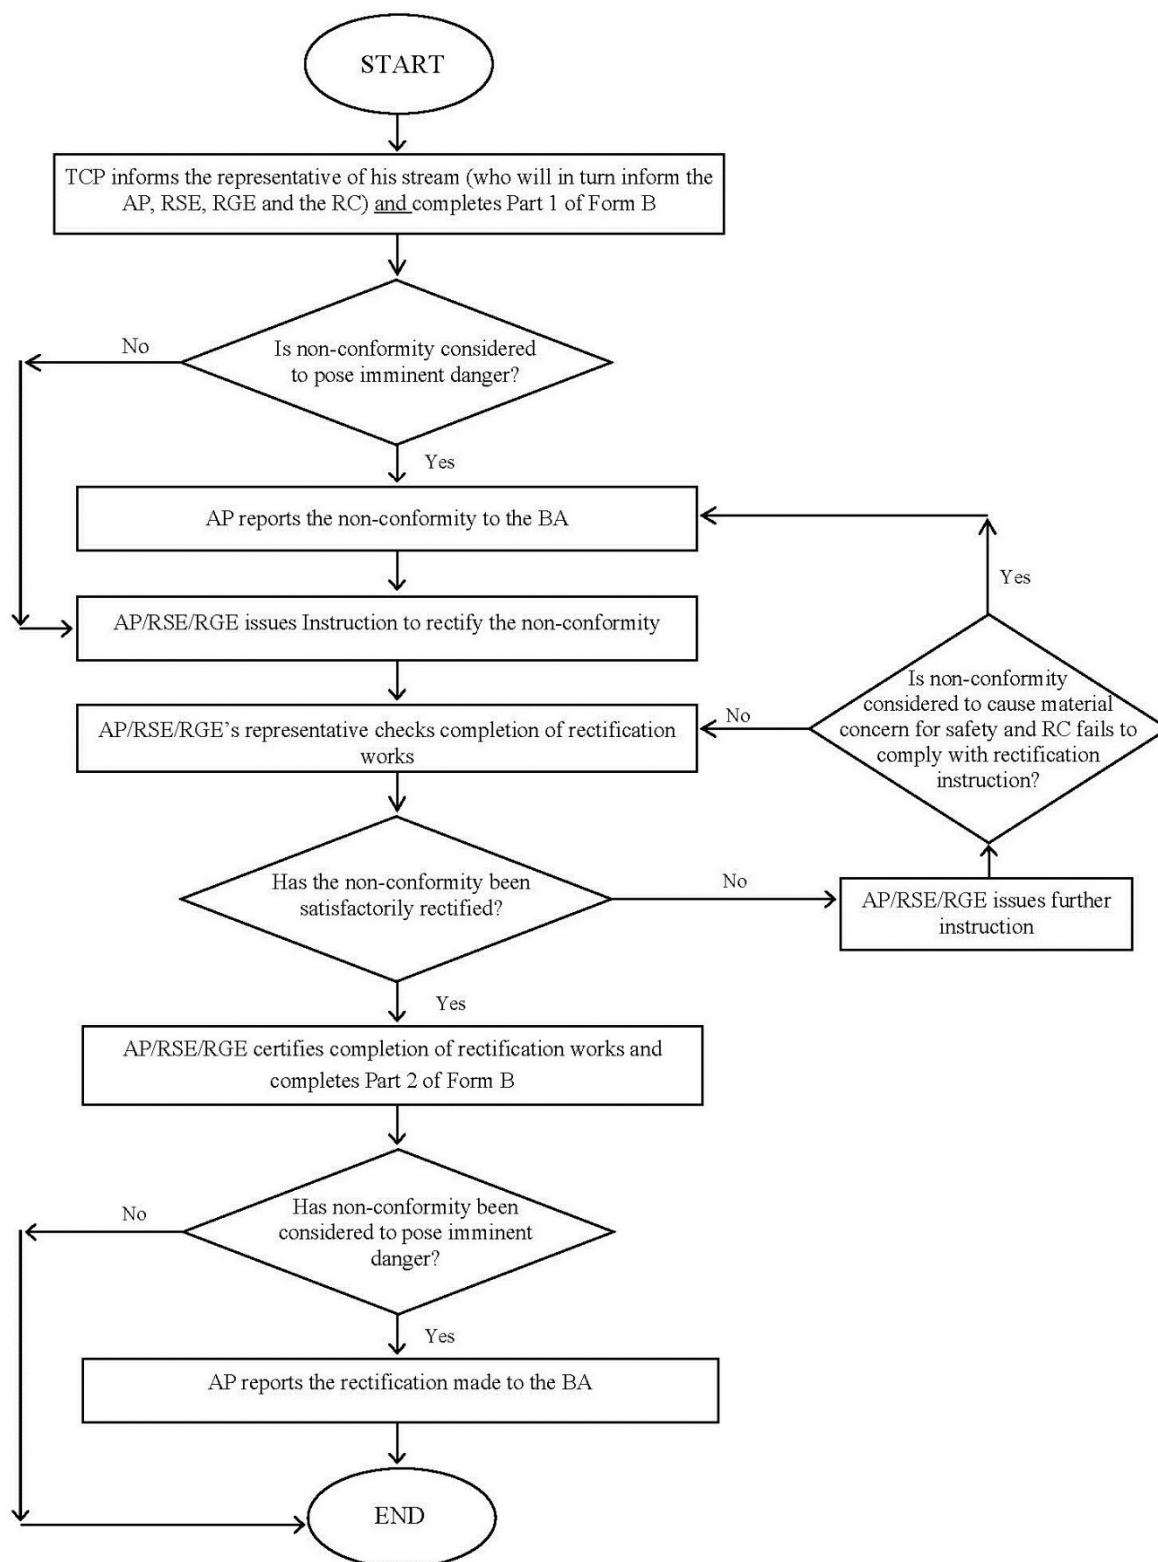 START
TCP informs the representative of his stream (who will in turn inform the
AP, RSE, RGE and the RC) and completes Part 1 of Form B
No
Is non-conformity considered
to pose imminent danger?
Yes
AP reports the non-conformity to the BA
Yes
AP/RSE/RGE issues Instruction to rectify the non-conformity
Is non-conformity
considered to cause material
concern for safety and RC fails to
comply with rectification
instruction?
No
AP/RSE/RGE's representative checks completion of rectification
works
Has the non-conformity been
satisfactorily rectified?
No
AP/RSE/RGE issues further
instruction
Yes
AP/RSE/RGE certifies completion of rectification works and
completes Part 2 of Form B
No
Has non-conformity been
considered to pose imminent
danger?
Yes
AP reports the rectification made to the BA
END